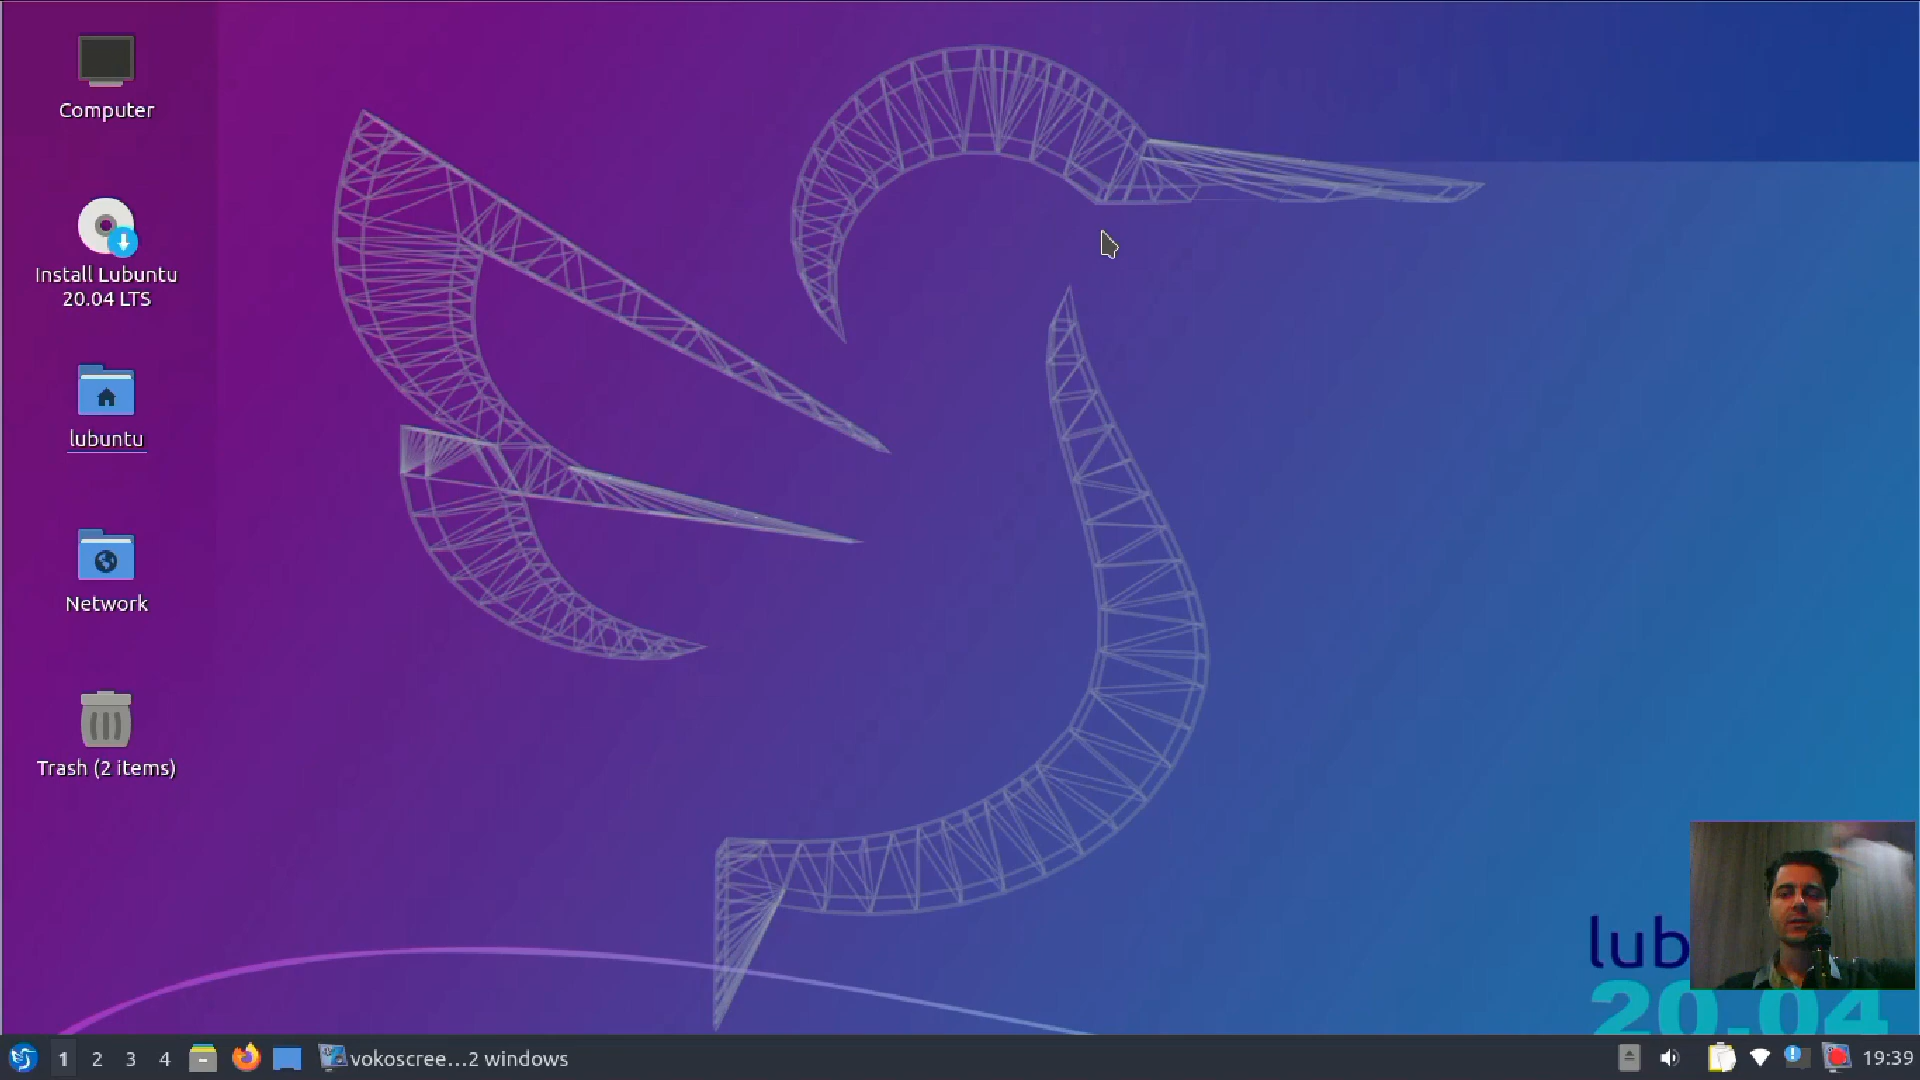 Computer
Install Lubuntu
20.04 LTS
lubuntu
Network
Trash (2 items)
lub
20.04
1 2 3 4 vokoscree...2 windows 19:39